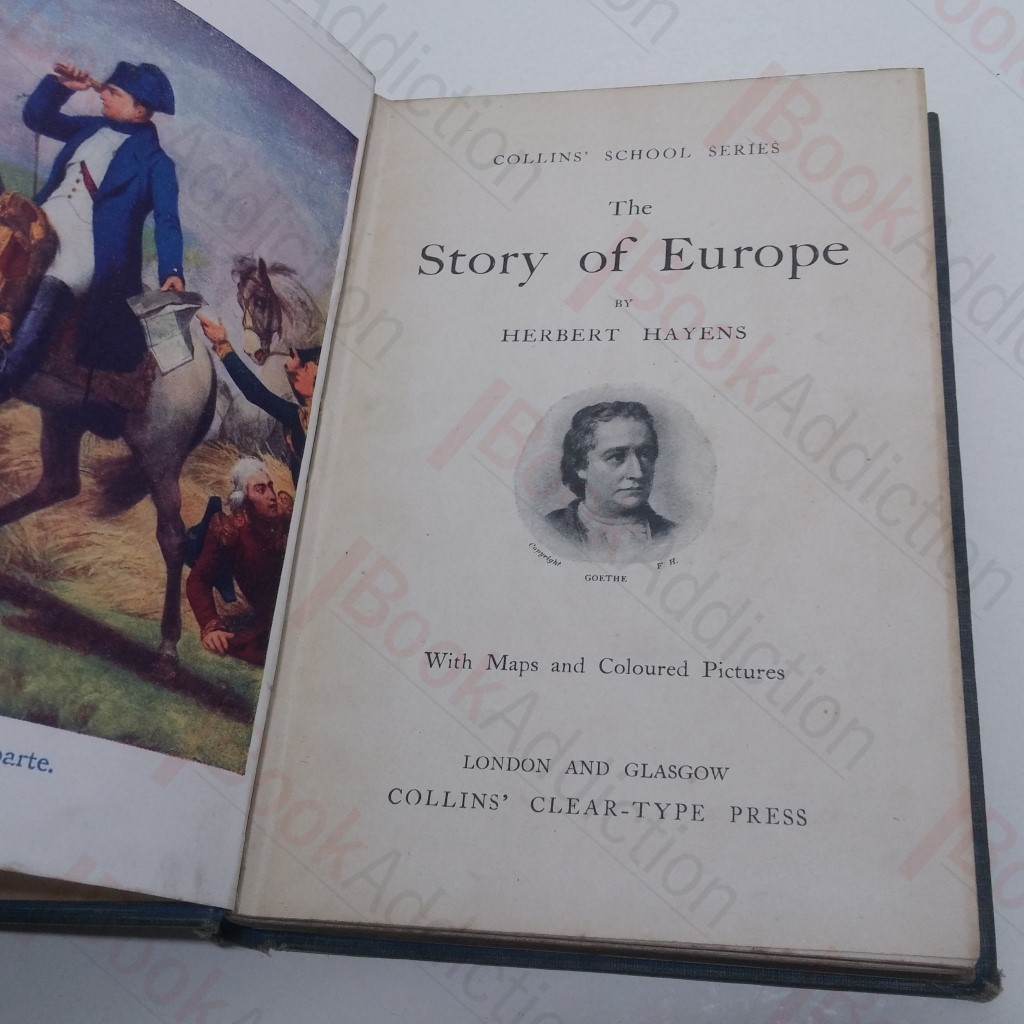 COLLINS' SCHOOL SERIES
The
Story of Europe
BY
HERBERT HAYENS
Copyright F. H.
GOETHE
With Maps and Coloured Pictures
LONDON AND GLASGOW
COLLINS' CLEAR-TYPE PRESS
parte.
BookAddiction